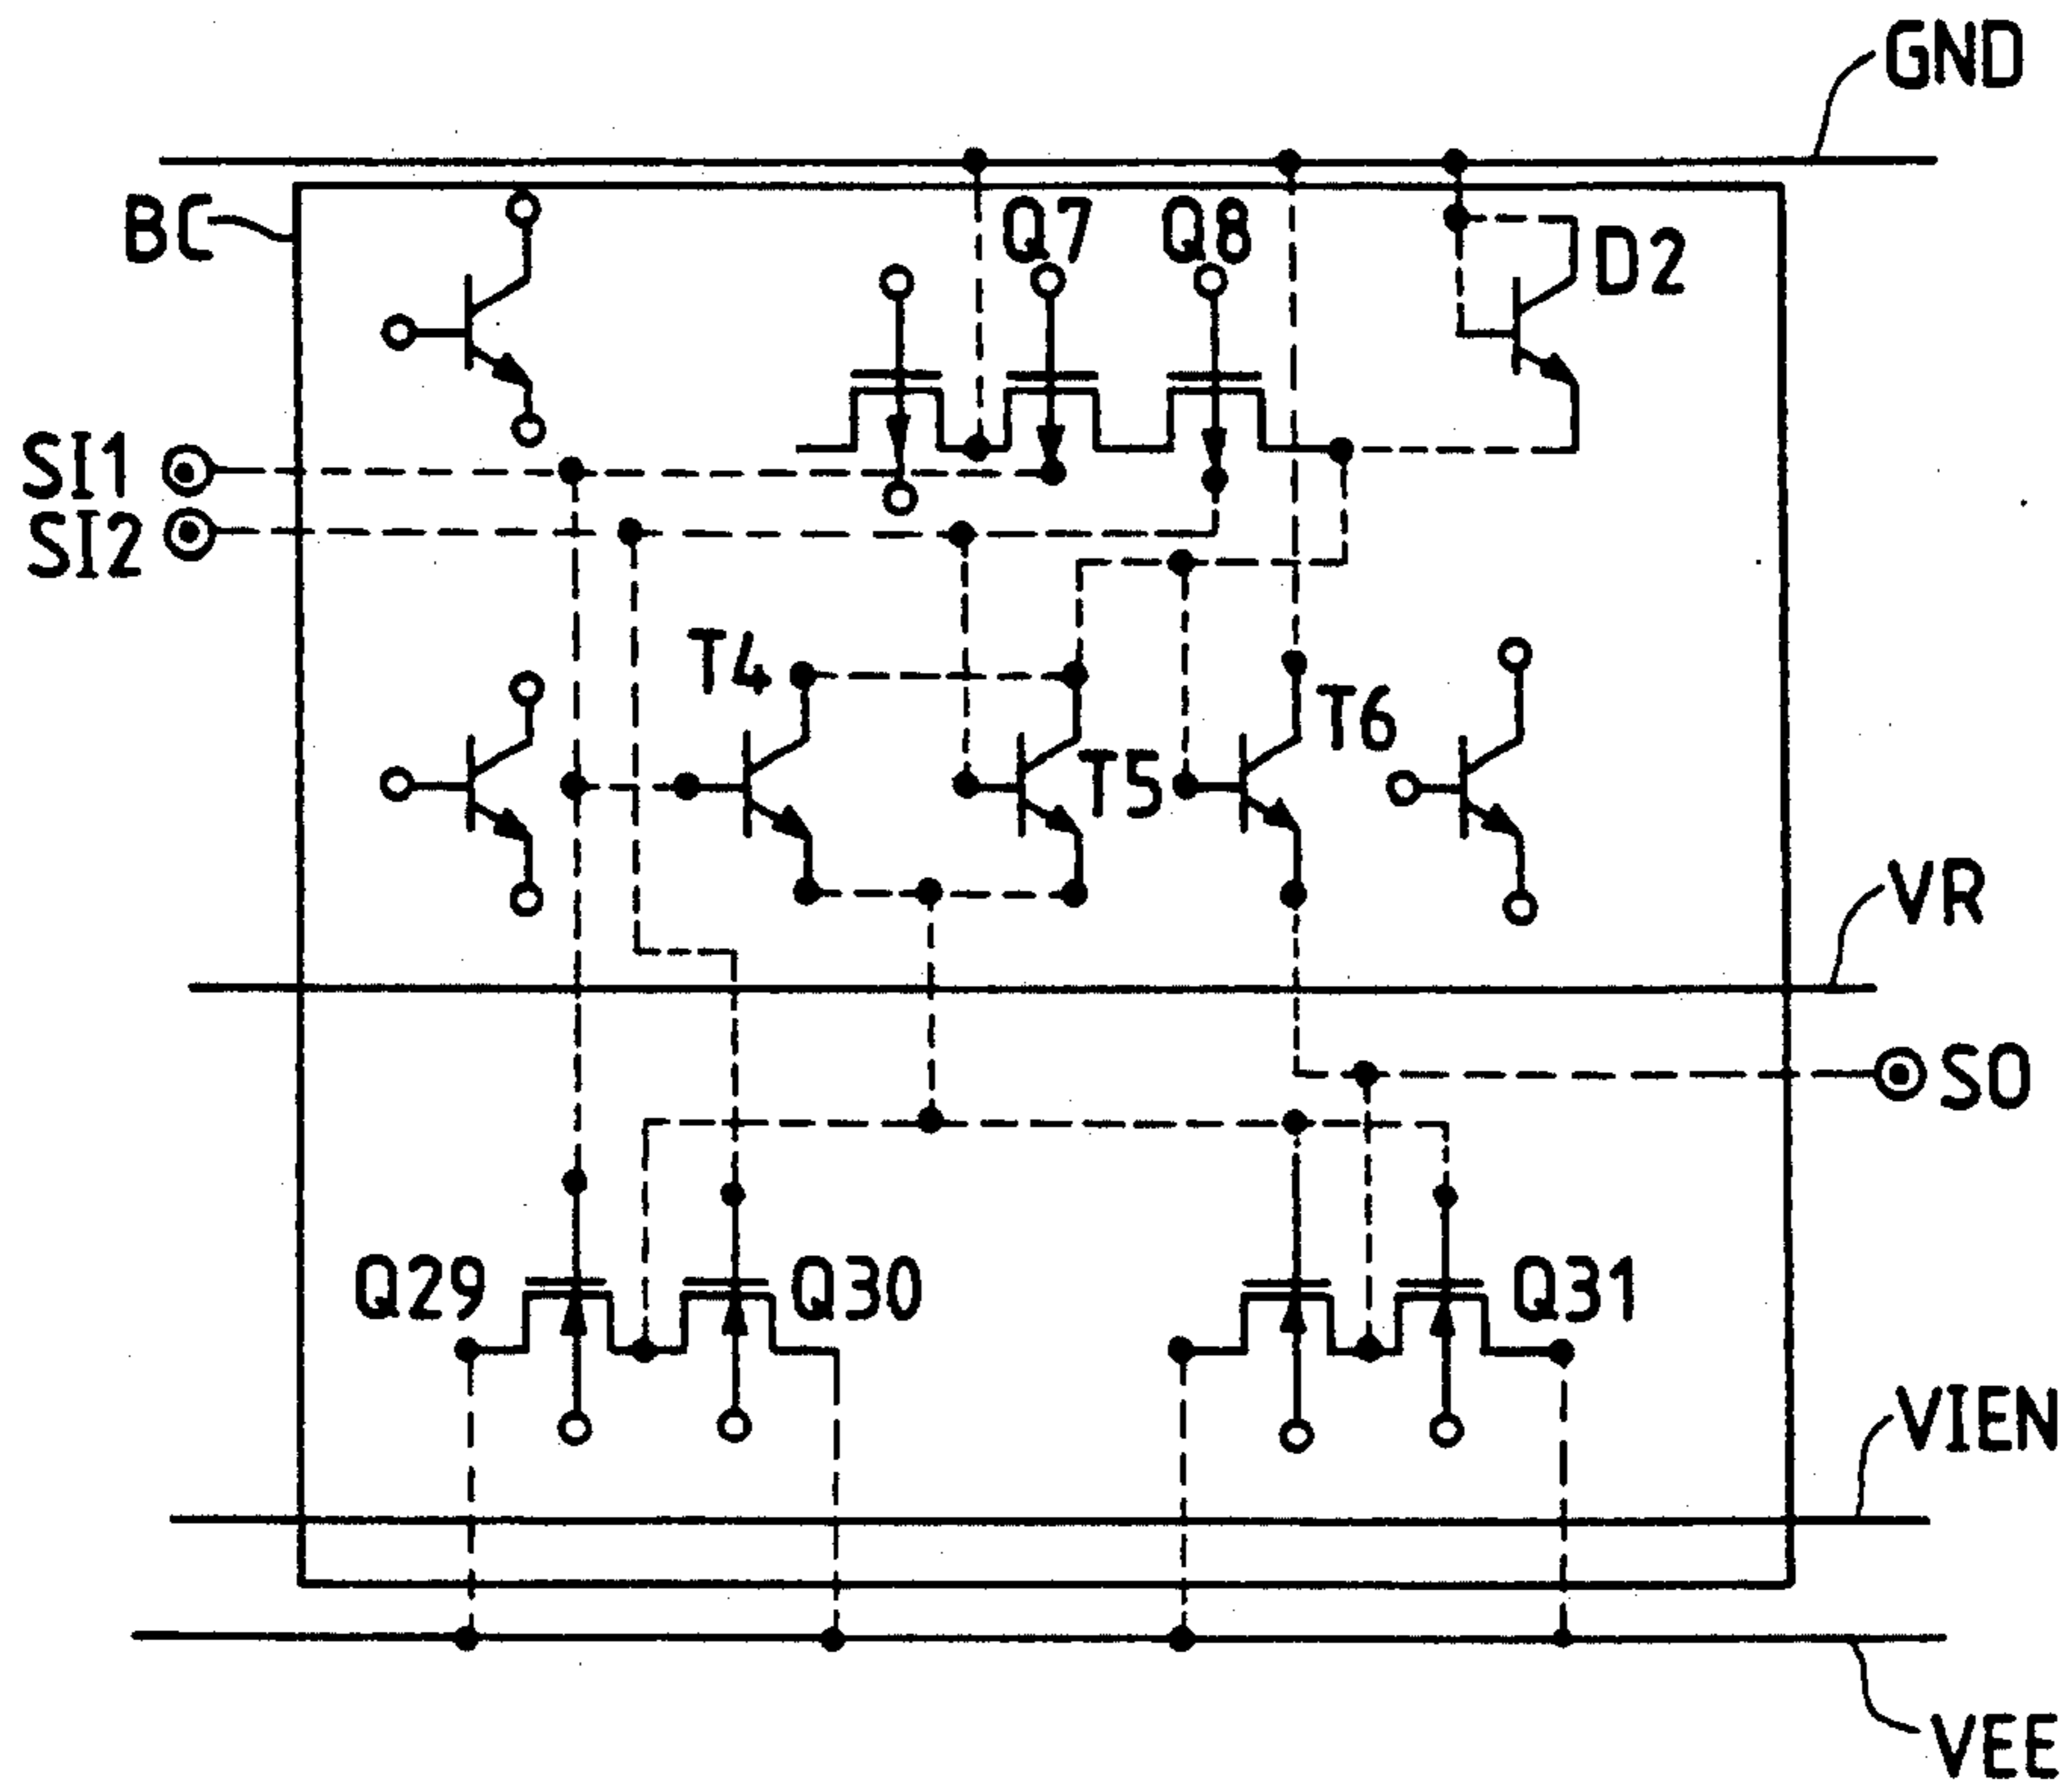 GND
BC
Q7
Q8
D2
SI1
SI2
T4
T5
T6
VR
SO
Q29
Q30
Q31
VIEN
VEE